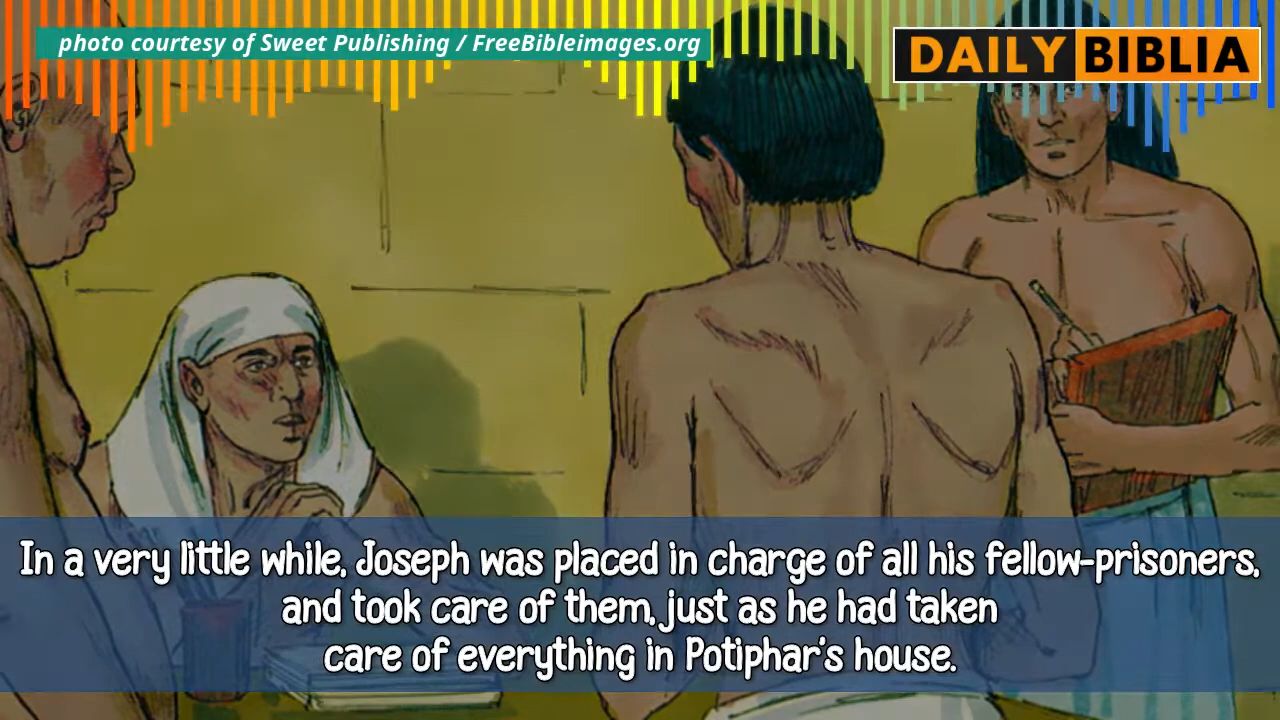 photo courtesy of Sweet Publishing / FreeBibleimages.org
DAILY BIBLIA
In a very little while, Joseph was placed in charge of all his fellow-prisoners,
and took care of them, just as he had taken
care of everything in Potiphar's house.